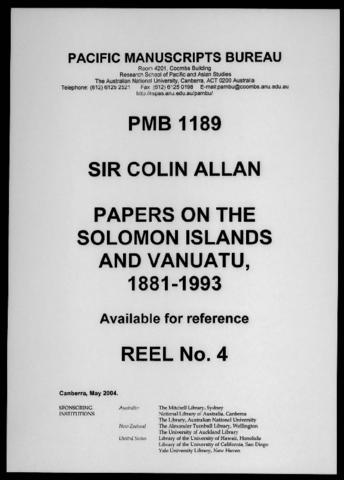 PACIFIC MANUSCRIPTS BUREAU
Room 4201, Coombs Building
Research School of Pacific and Asian Studies
The Australian National University, Canberra, ACT 0200 Australia
Telephone: (612) 6125 2521 Fax: (612) 6125 0198 E-mail:pambu@coombs.anu.edu.au
http://rspas.anu.edu.au/pambu/
PMB 1189
SIR COLIN ALLAN
PAPERS ON THE
SOLOMON ISLANDS
AND VANUATU,
1881-1993
Available for reference
REEL No. 4
Canberra, May 2004.
SPONSORING INSTITUTIONS
Australia: The Mitchell Library, Sydney
National Library of Australia, Canberra
The Library, Australian National University
New Zealand: The Alexander Turnbull Library, Wellington
The University of Auckland Library
United States: Library of the University of Hawaii, Honolulu
Library of the University of California, San Diego
Yale University Library, New Haven